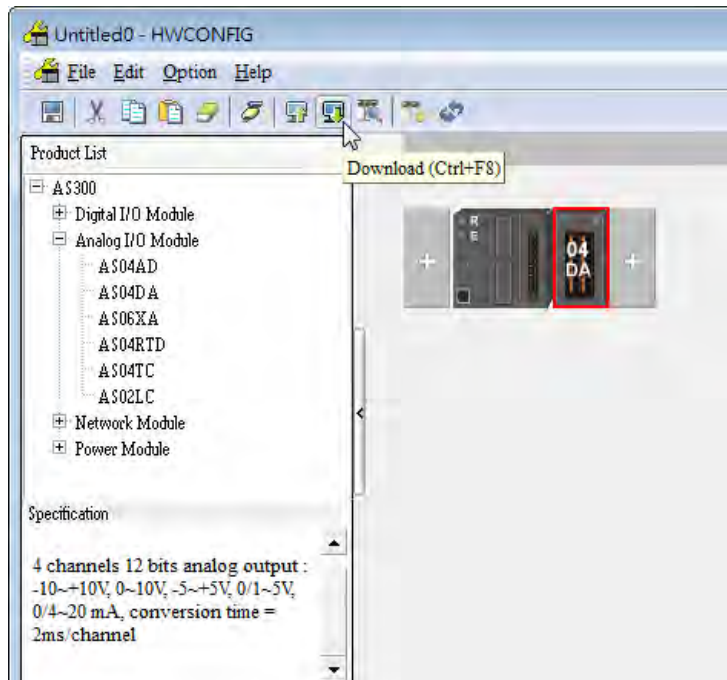 Untitled0 - HWCONFIG
File Edit Option Help
Product List
Download (Ctrl+F8)
AS300
Digital I/O Module
Analog I/O Module
AS04AD
AS04DA
AS06XA
AS04RTD
AS04TC
AS02LC
Network Module
Power Module
R
E
04
DA
Specification
4 channels 12 bits analog output :
-10~+10V, 0~10V, -5~+5V, 0/1~5V,
0/4~20 mA, conversion time =
2ms/channel